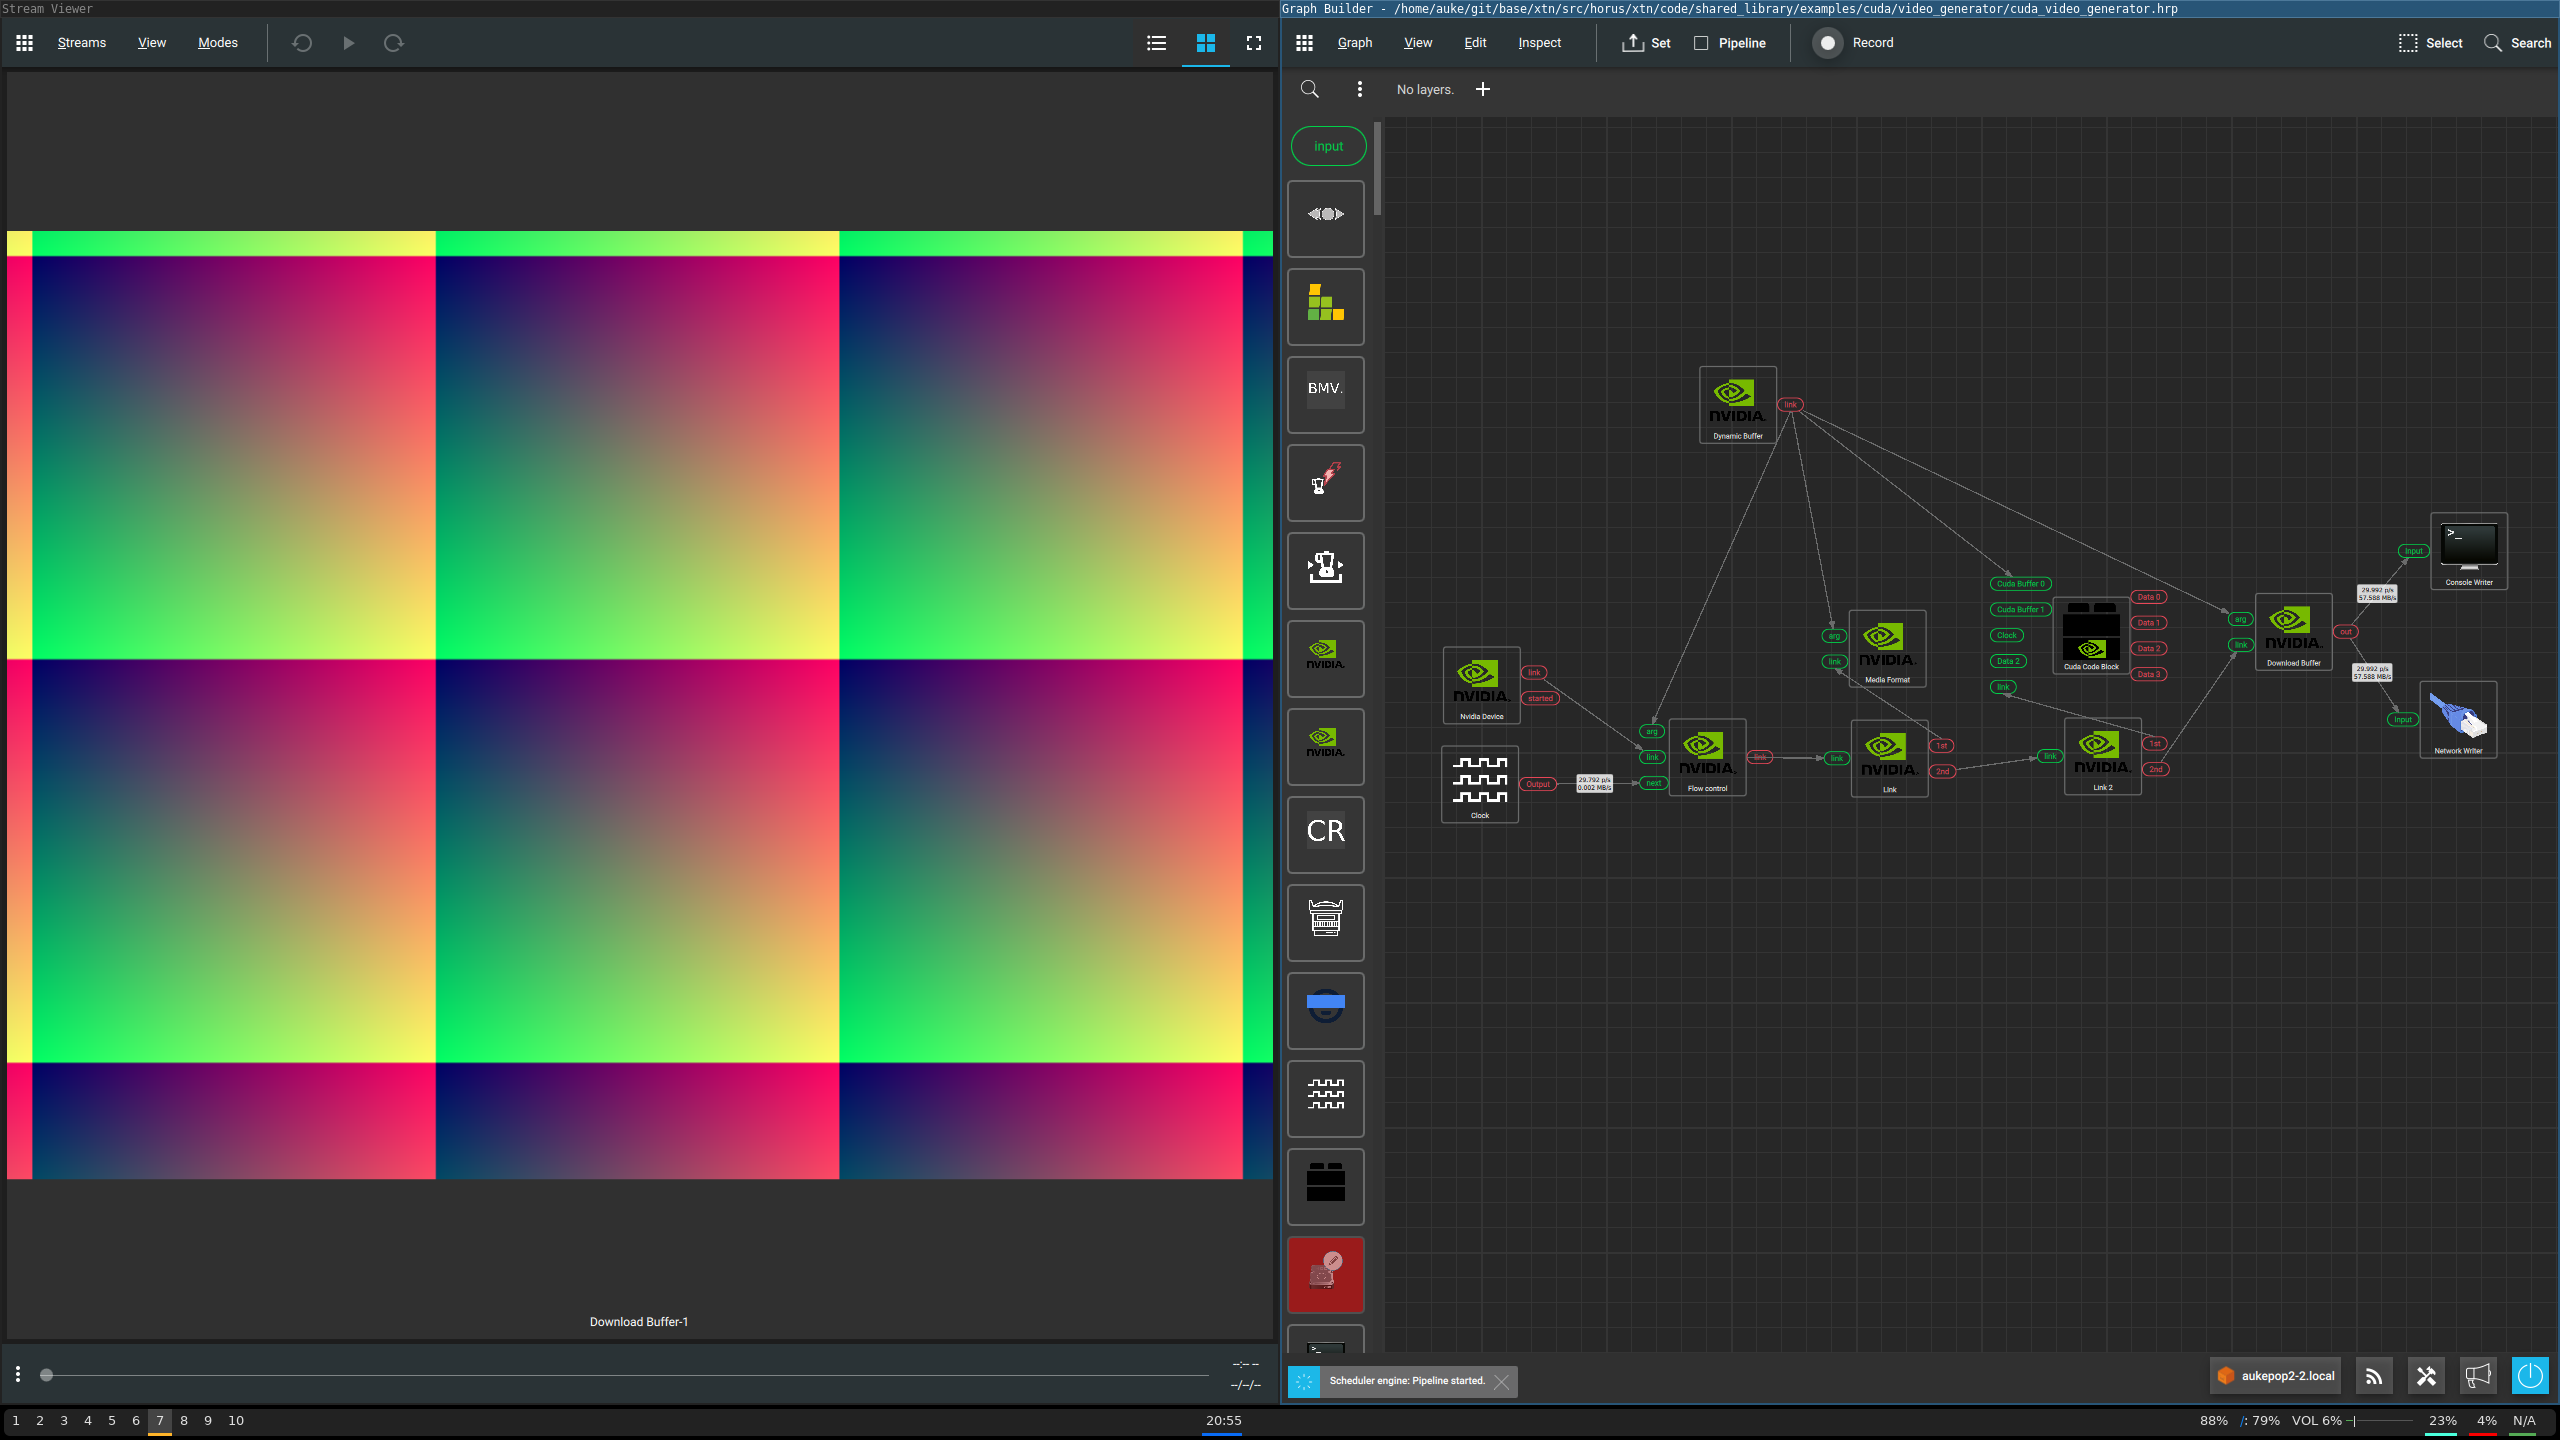 Stream Viewer
Graph Builder - /home/auke/git/base/xtn/src/horus/xtn/code/shared_library/examples/cuda/video_generator/cuda_video_generator.hrp
Streams View Modes
Graph View Edit Inspect Set Pipeline Record Select Search
No layers.
input
BMV.
NVIDIA.
NVIDIA.
CR
NVIDIA.
Dynamic Buffer
link
Input
Console Writer
29.992 p/s
57.588 MB/s
Cuda Buffer 0
Cuda Buffer 1
Clock
Data 2
link
Cuda Code Block
Data 0
Data 1
Data 2
Data 3
arg
link
NVIDIA.
Download Buffer
out
29.992 p/s
57.588 MB/s
Input
Network Writer
arg
link
NVIDIA.
Media Format
NVIDIA.
Nvidia Device
link
started
Clock
Output
29.792 p/s
0.002 MB/s
arg
link
next
NVIDIA.
Flow control
link
link
NVIDIA.
Link
1st
2nd
link
NVIDIA.
Link 2
1st
2nd
Download Buffer-1
--:-- --
--/--/--
Scheduler engine: Pipeline started.
aukepop2-2.local
1 2 3 4 5 6 7 8 9 10
20:55
88% /: 79% VOL 6% 23% 4% N/A